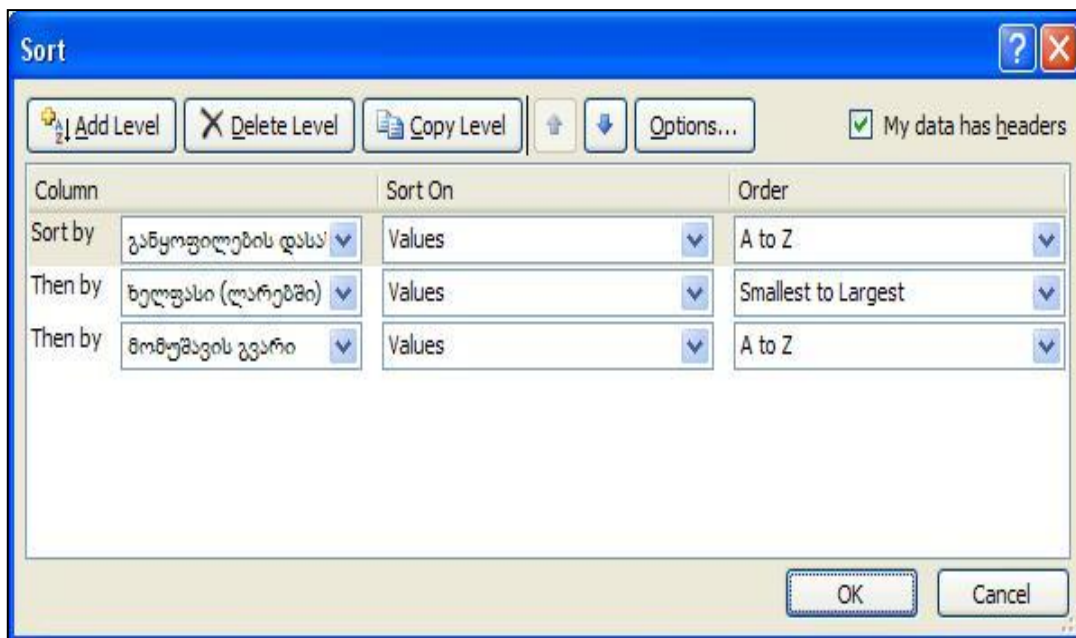 Sort
Add Level Delete Level Copy Level Options... My data has headers
Column Sort On Order
Sort by განყოფილების დასა Values A to Z
Then by ხელფასი (ლარებში) Values Smallest to Largest
Then by მომუშავის გვარი Values A to Z
OK Cancel